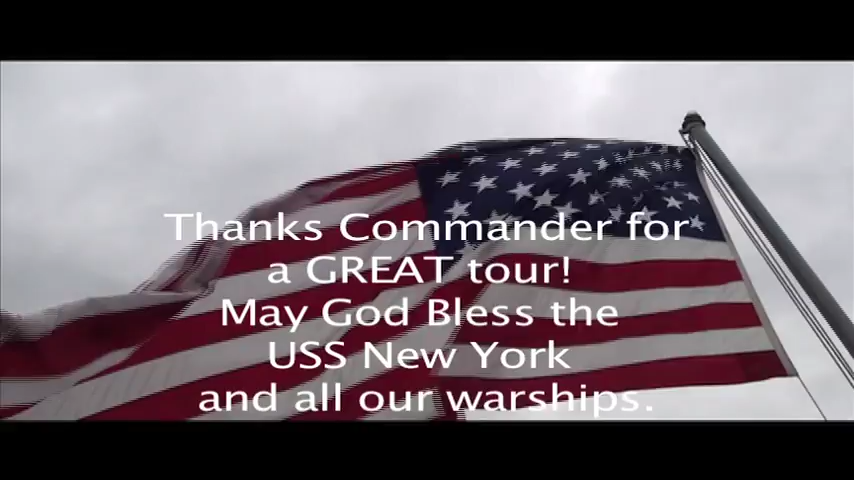 Thanks Commander for
a GREAT tour!
May God Bless the
USS New York
and all our warships.